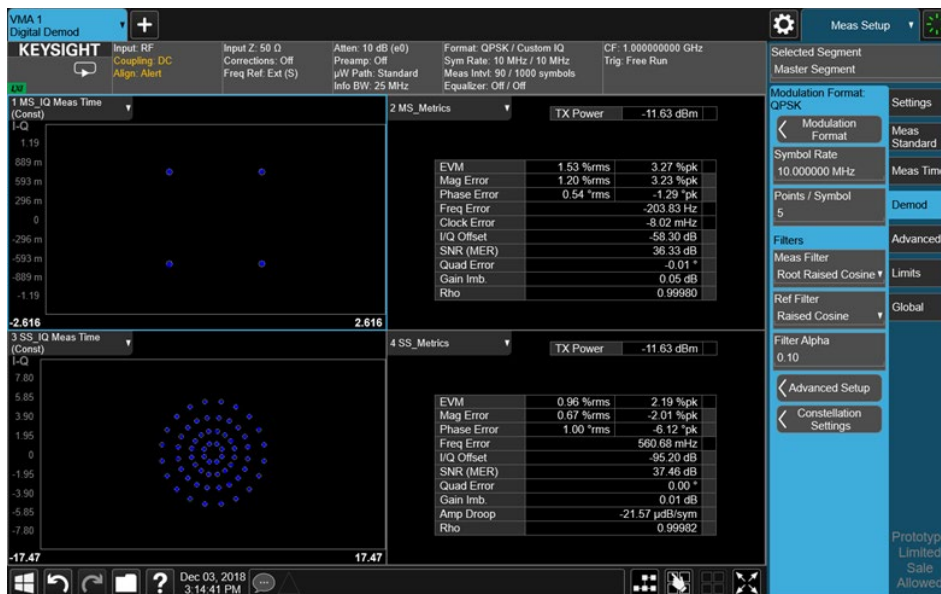 VMA 1
Digital Demod
+
Meas Setup
KEYSIGHT
Input: RF
Coupling: DC
Align: Alert
Input Z: 50 Ω
Corrections: Off
Freq Ref: Ext (S)
Atten: 10 dB (e0)
Preamp: Off
µW Path: Standard
Info BW: 25 MHz
Format: QPSK / Custom IQ
Sym Rate: 10 MHz / 10 MHz
Meas Intvl: 90 / 1000 symbols
Equalizer: Off / Off
CF: 1.000000000 GHz
Trig: Free Run
LXI
Selected Segment
Master Segment
1 MS_IQ Meas Time
(Const)
I-Q
1.19
889 m
593 m
296 m
0
-296 m
-593 m
-889 m
-1.19
-2.616
2.616
2 MS_Metrics
TX Power -11.63 dBm
EVM 1.53 %rms 3.27 %pk
Mag Error 1.20 %rms 3.23 %pk
Phase Error 0.54 °rms -1.29 °pk
Freq Error -203.83 Hz
Clock Error -8.02 mHz
I/Q Offset -58.30 dB
SNR (MER) 36.33 dB
Quad Error -0.01 °
Gain Imb. 0.05 dB
Rho 0.99980
3 SS_IQ Meas Time
(Const)
I-Q
7.80
5.85
3.90
1.95
0
-1.95
-3.90
-5.85
-7.80
-17.47
17.47
4 SS_Metrics
TX Power -11.63 dBm
EVM 0.96 %rms 2.19 %pk
Mag Error 0.67 %rms -2.01 %pk
Phase Error 1.00 °rms -6.12 °pk
Freq Error 560.68 mHz
I/Q Offset -95.20 dB
SNR (MER) 37.46 dB
Quad Error 0.00 °
Gain Imb. 0.01 dB
Amp Droop -21.57 µdB/sym
Rho 0.99982
Modulation Format:
QPSK
Modulation
Format
Symbol Rate
10.000000 MHz
Points / Symbol
5
Filters
Meas Filter
Root Raised Cosine
Ref Filter
Raised Cosine
Filter Alpha
0.10
Advanced Setup
Constellation
Settings
Settings
Meas
Standard
Meas Time
Demod
Advanced
Limits
Global
Prototype
Limited
Sale
Allowed
?
Dec 03, 2018
3:14:41 PM